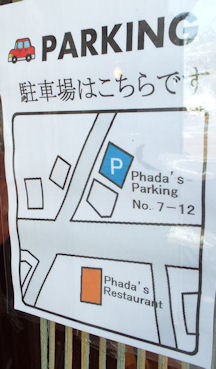 PARKING
駐車場はこちらです
P
Phada's
Parking
No. 7-12
Phada's
Restaurant